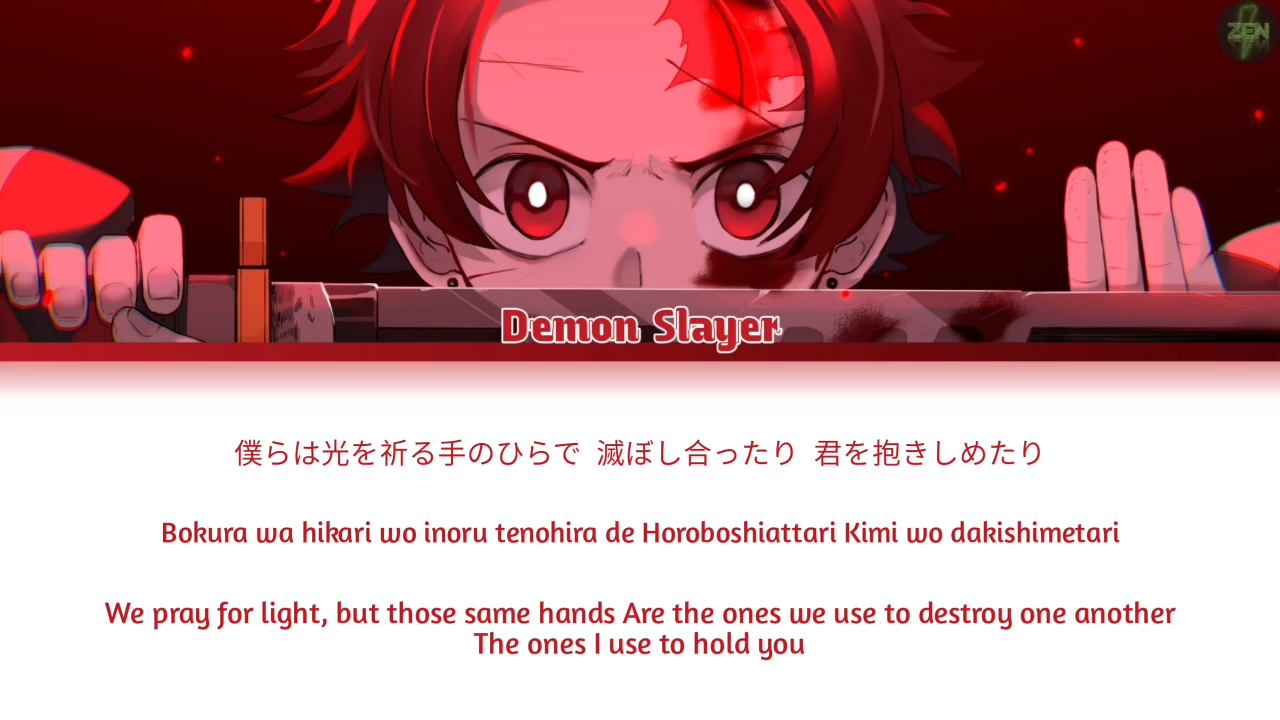 ZEN
Demon Slayer
僕らは光を祈る手のひらで 滅ぼし合ったり 君を抱きしめたり
Bokura wa hikari wo inoru tenohira de Horoboshiattari Kimi wo dakishimetari
We pray for light, but those same hands Are the ones we use to destroy one another
The ones I use to hold you